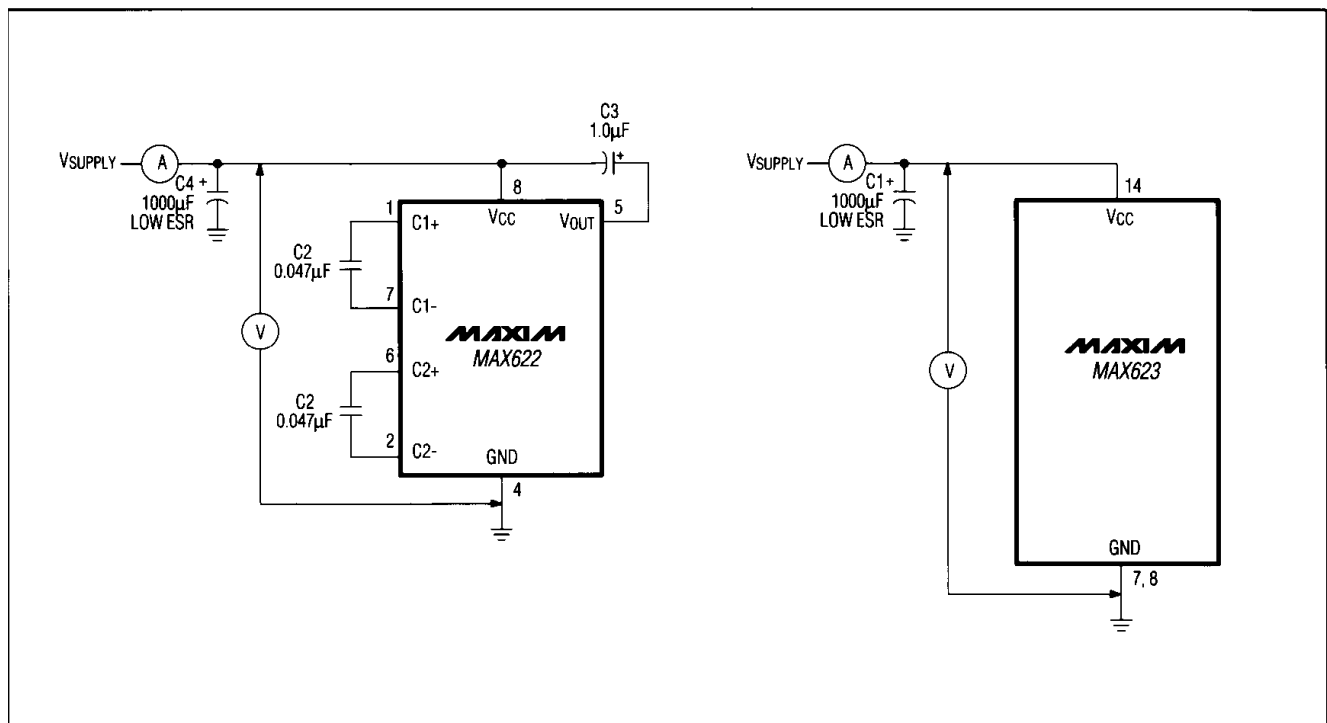 C3
1.0µF
VSUPPLY
A
C4 +
1000µF
LOW ESR
+
8
VCC
1
C1+
VOUT
5
C2
0.047µF
7
C1-
V
MAXIM
MAX622
6
C2+
C2
0.047µF
2
C2-
GND
4
VSUPPLY
A
C1+
1000µF
LOW ESR
14
VCC
V
MAXIM
MAX623
GND
7, 8